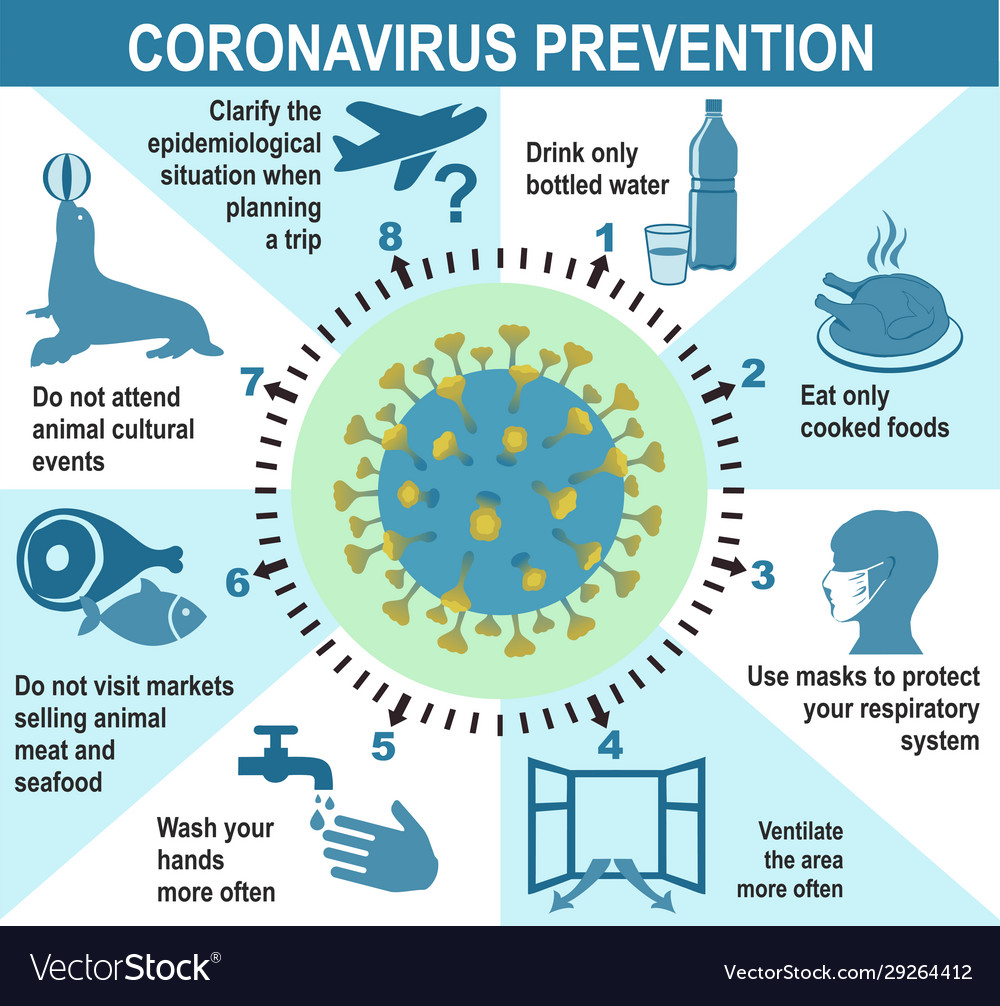 CORONAVIRUS PREVENTION
1
Drink only
bottled water
2
Eat only
cooked foods
3
Use masks to protect
your respiratory
system
4
Ventilate
the area
more often
5
Wash your
hands
more often
6
Do not visit markets
selling animal
meat and
seafood
7
Do not attend
animal cultural
events
8
Clarify the
epidemiological
situation when
planning
a trip
?
VectorStock®
VectorStock.com/29264412